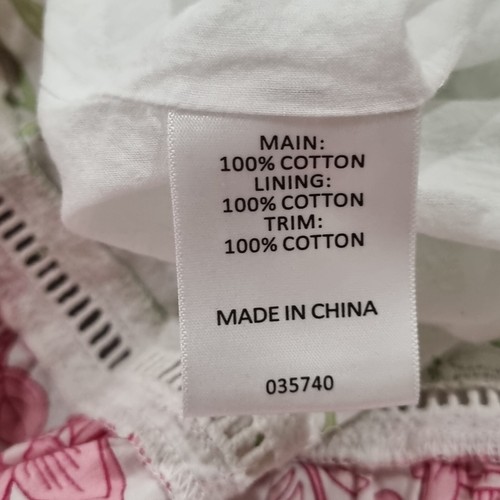 MAIN:
100% COTTON
LINING:
100% COTTON
TRIM:
100% COTTON
MADE IN CHINA
035740